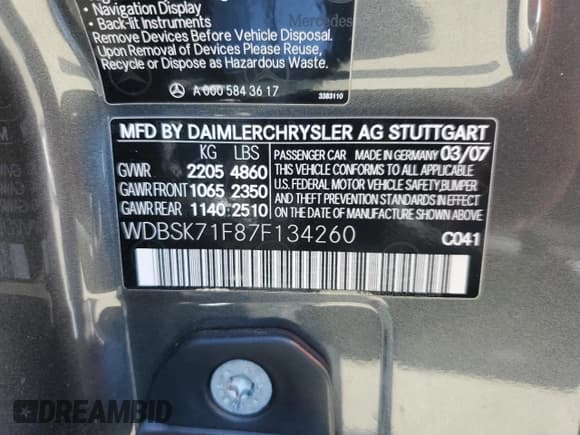 • Navigation Display
• Back-lit Instruments
Remove Devices Before Vehicle Disposal.
Upon Removal of Devices Please Reuse,
Recycle or Dispose as Hazardous Waste.
A 000 584 36 17
3383110
MFD BY DAIMLERCHRYSLER AG STUTTGART
KG LBS
GVWR 2205 4860
GAWR FRONT 1065 2350
GAWR REAR 1140 2510
PASSENGER CAR MADE IN GERMANY 03/07
THIS VEHICLE CONFORMS TO ALL APPLICABLE
U.S. FEDERAL MOTOR VEHICLE SAFETY, BUMPER
AND THEFT PREVENTION STANDARDS IN EFFECT
ON THE DATE OF MANUFACTURE SHOWN ABOVE.
WDBSK71F87F134260
C041
DREAMBID